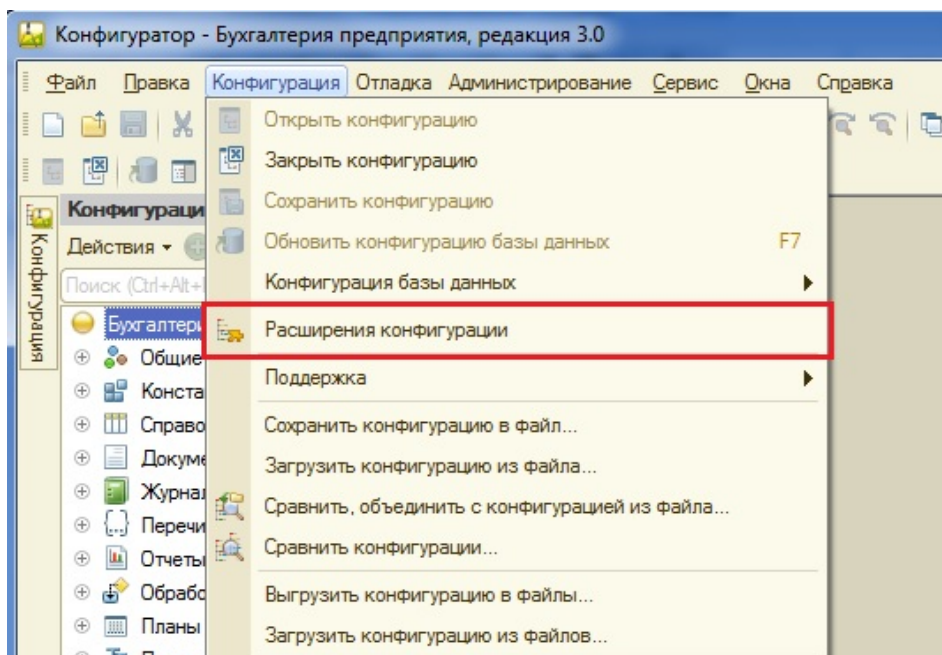 Конфигуратор - Бухгалтерия предприятия, редакция 3.0
Файл Правка Конфигурация Отладка Администрирование Сервис Окна Справка
Открыть конфигурацию
Закрыть конфигурацию
Сохранить конфигурацию
Обновить конфигурацию базы данных F7
Конфигурация базы данных
Расширения конфигурации
Поддержка
Сохранить конфигурацию в файл...
Загрузить конфигурацию из файла...
Сравнить, объединить с конфигурацией из файла...
Сравнить конфигурации...
Выгрузить конфигурацию в файлы...
Загрузить конфигурацию из файлов...
Конфигурация
Конфигураци
Действия
Поиск (Ctrl+Alt+
Бухгалтери
Общие
Конста
Справо
Докуме
Журнал
Перечи
Отчеты
Обрабо
Планы